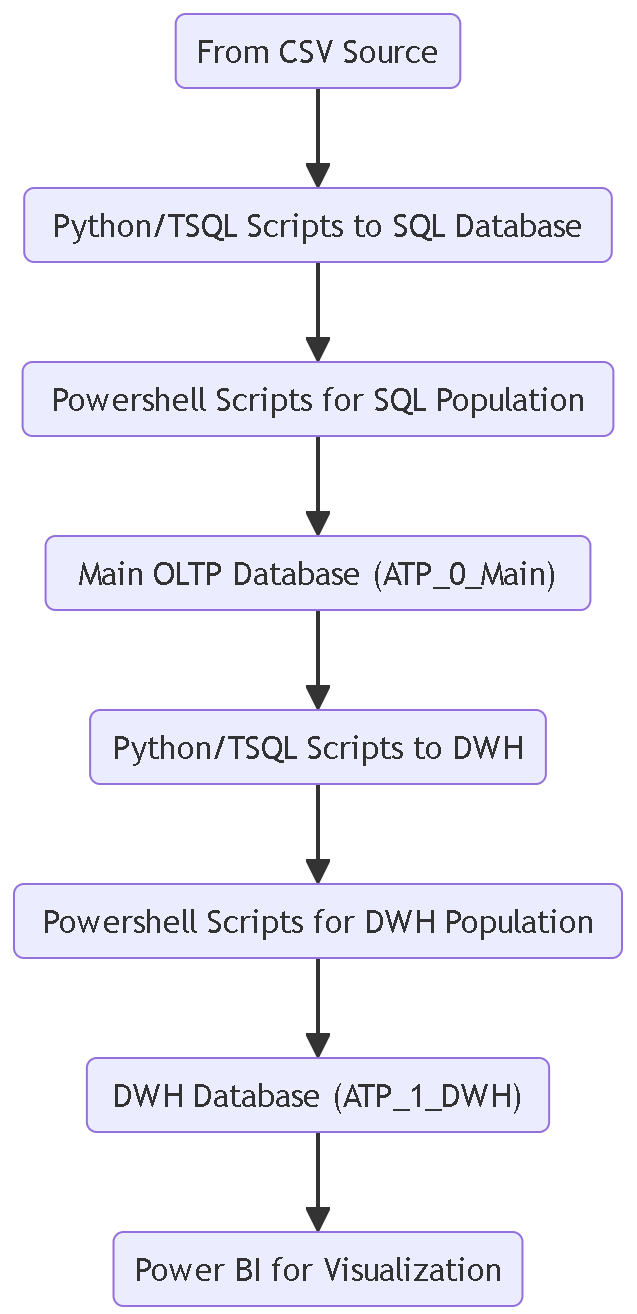 From CSV Source
Python/TSQL Scripts to SQL Database
Powershell Scripts for SQL Population
Main OLTP Database (ATP_0_Main)
Python/TSQL Scripts to DWH
Powershell Scripts for DWH Population
DWH Database (ATP_1_DWH)
Power BI for Visualization